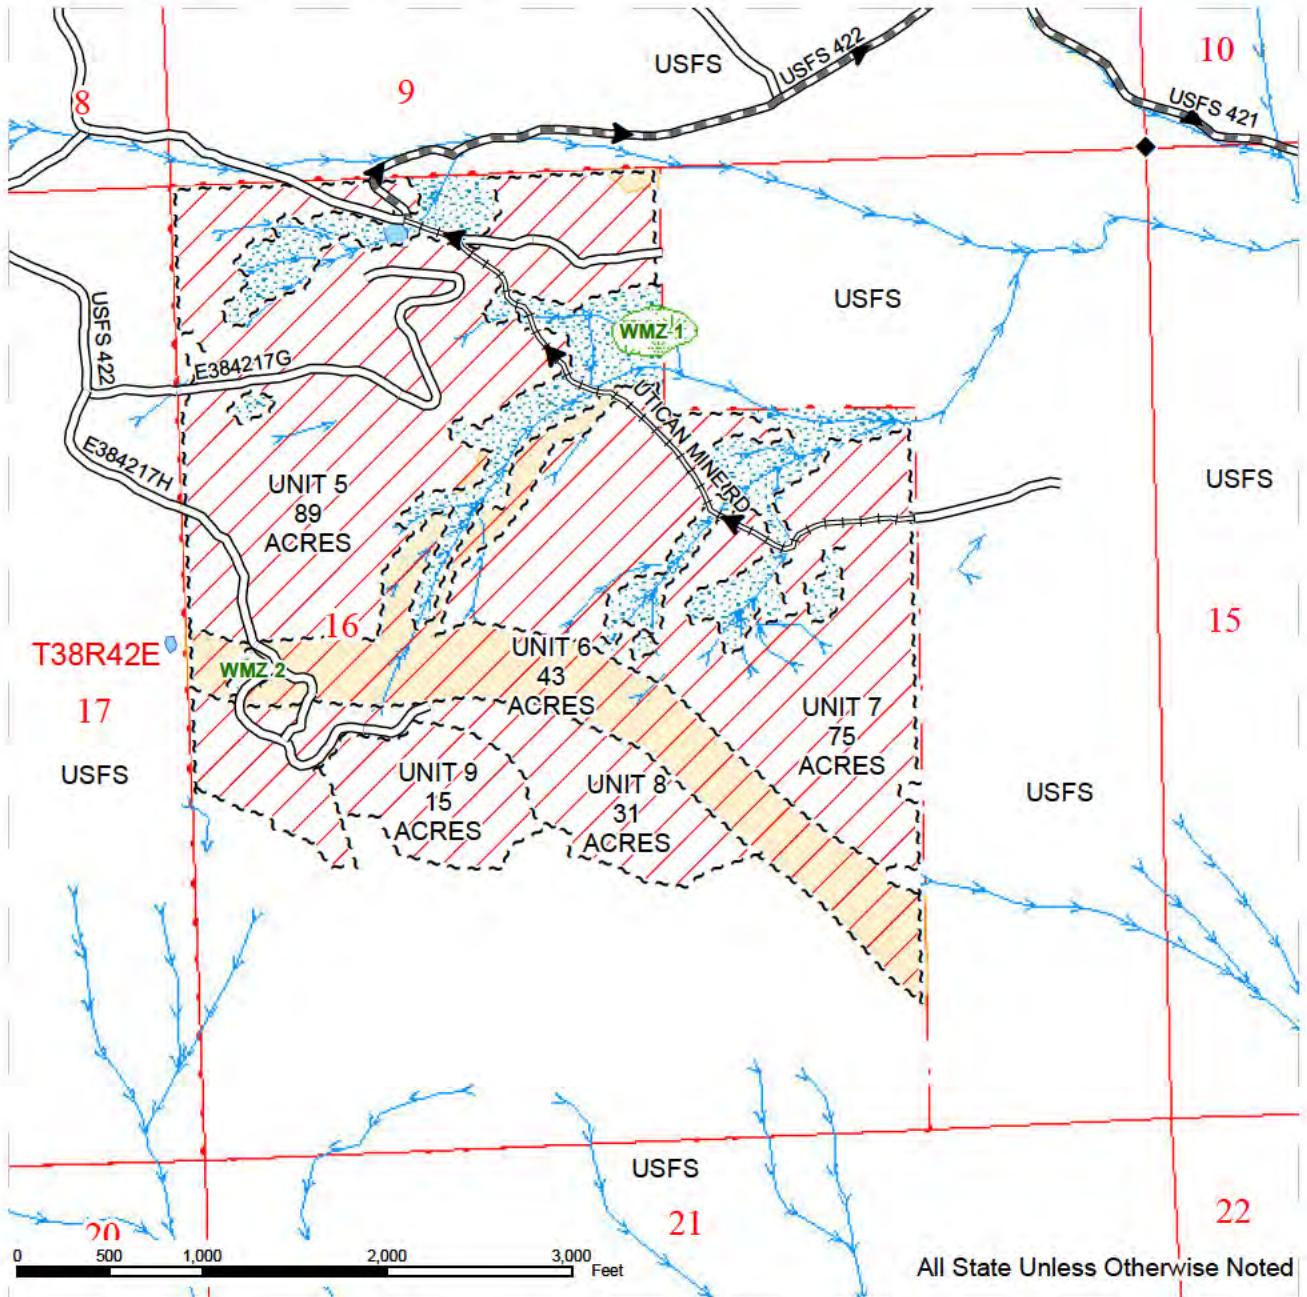 10
USFS
USFS 422
9
8
USFS 421
USFS
WMZ 1
USFS 422
E384217G
UTICAN MINE RD
E384217H
UNIT 5
89
ACRES
USFS
16
15
T38R42E
WMZ 2
UNIT 6
43
ACRES
17
UNIT 7
75
ACRES
USFS
UNIT 9
15
ACRES
UNIT 8
31
ACRES
USFS
USFS
20
21
22
0 500 1,000 2,000 3,000
Feet
All State Unless Otherwise Noted